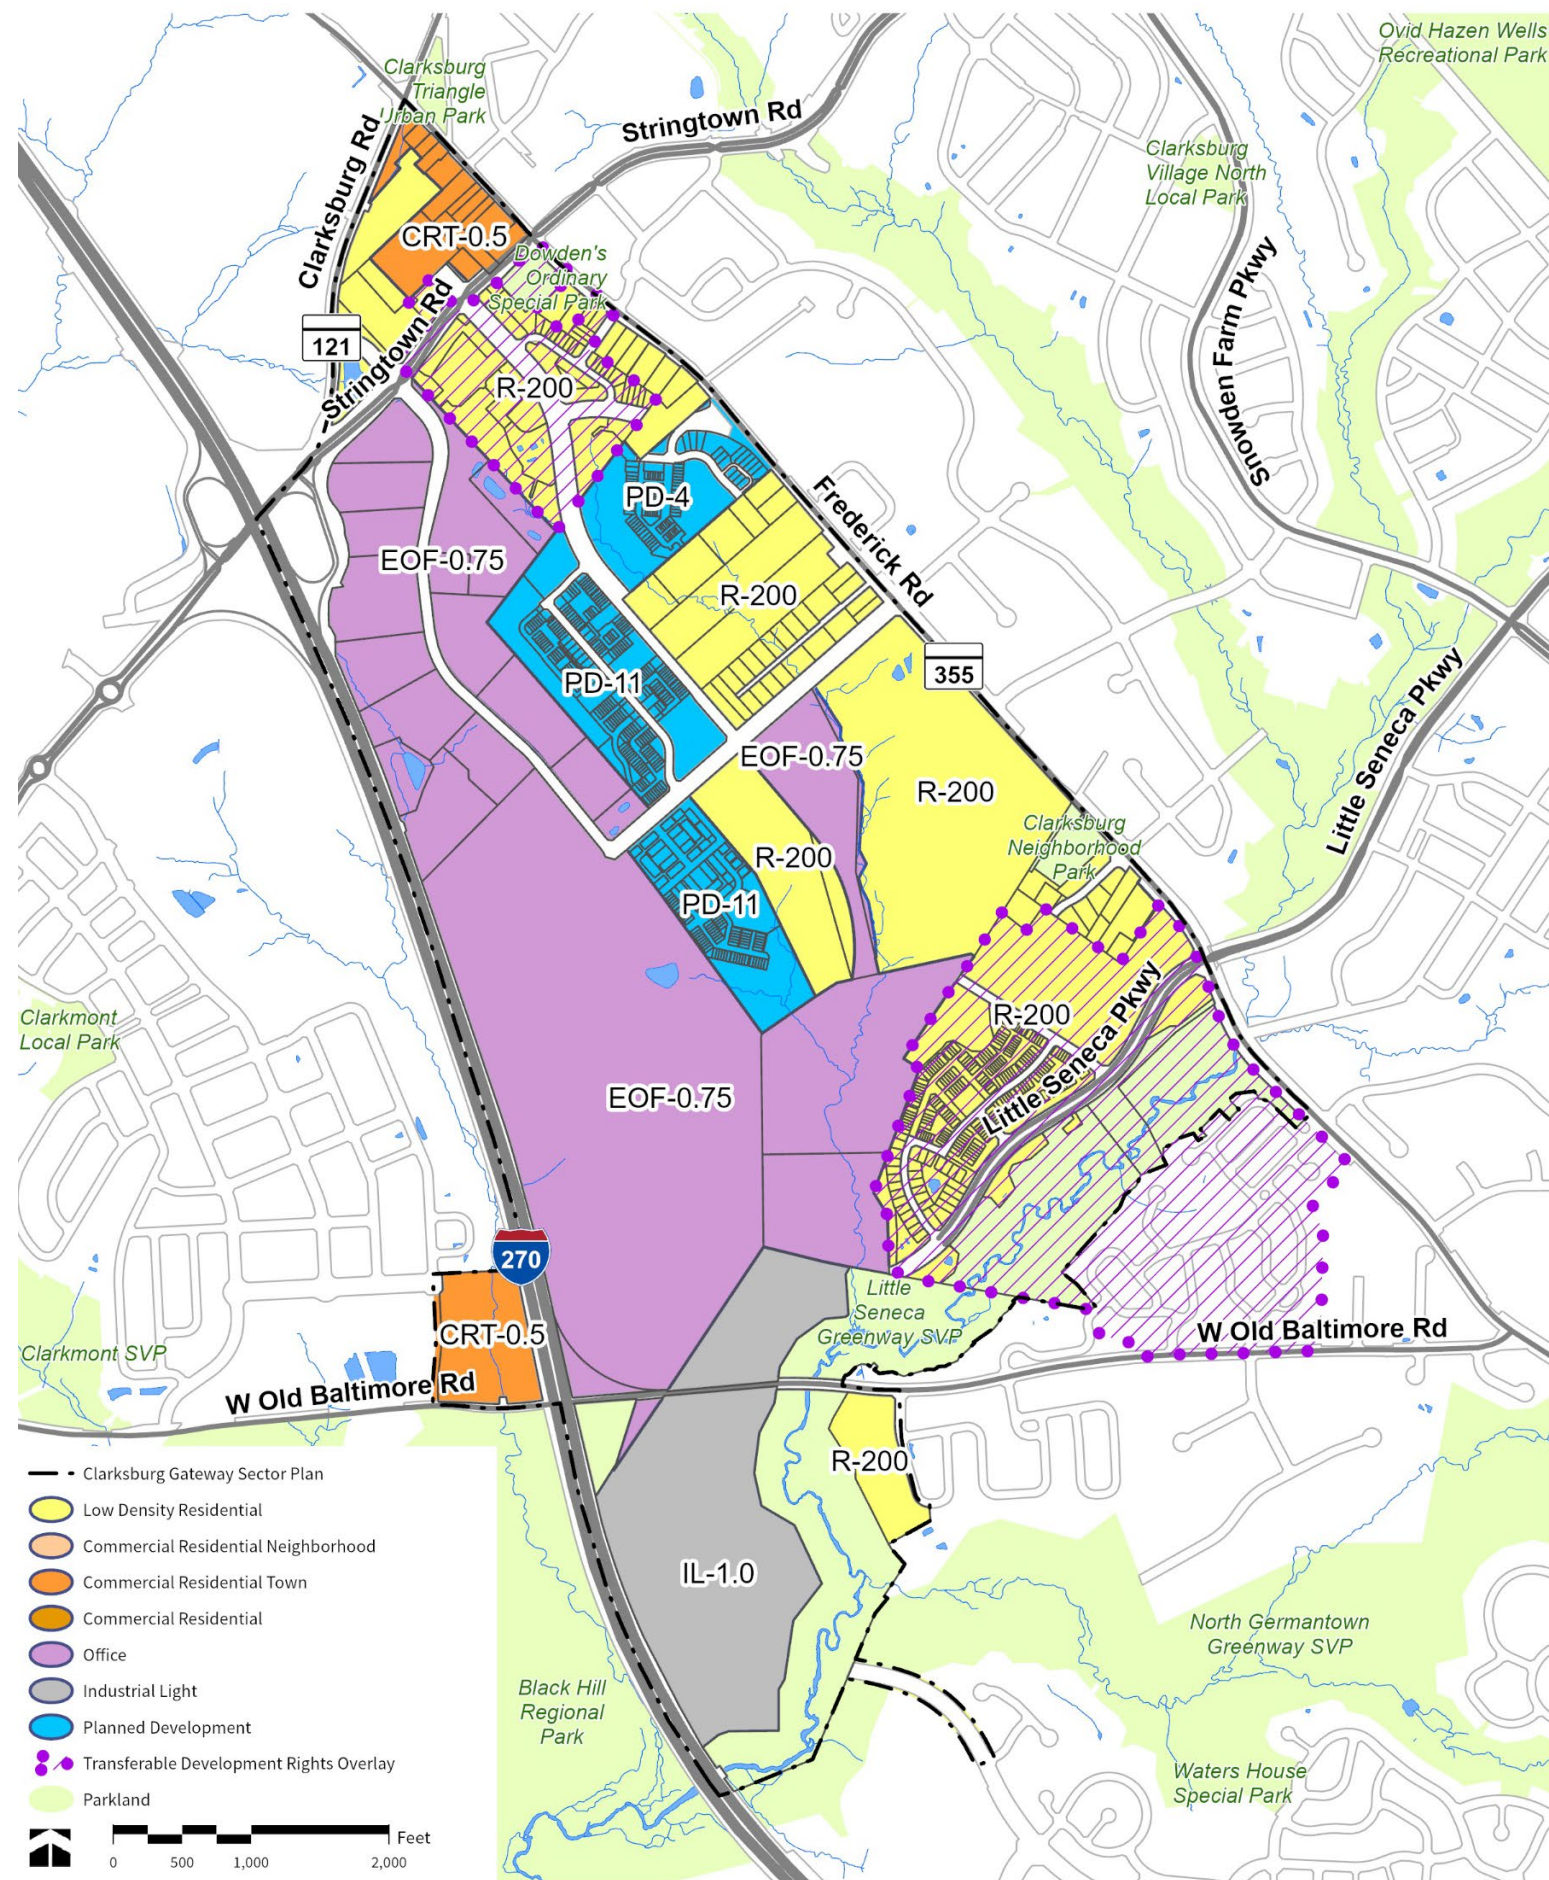 Ovid Hazen Wells
Recreational Park
Clarksburg
Triangle
Urban Park
Stringtown Rd
Clarksburg Rd
Clarksburg
Village North
Local Park
CRT-0.5
Dowden's
Ordinary
Special Park
Snowden Farm Pkwy
121
Stringtown Rd
R-200
PD-4
Frederick Rd
EOF-0.75
R-200
355
PD-11
Little Seneca Pkwy
EOF-0.75
R-200
Clarksburg
Neighborhood
Park
R-200
PD-11
Clarkmont
Local Park
R-200
Little Seneca Pkwy
EOF-0.75
270
Little
Seneca
Greenway SVP
CRT-0.5
W Old Baltimore Rd
Clarkmont SVP
W Old Baltimore Rd
R-200
IL-1.0
North Germantown
Greenway SVP
Black Hill
Regional
Park
Waters House
Special Park
Clarksburg Gateway Sector Plan
Low Density Residential
Commercial Residential Neighborhood
Commercial Residential Town
Commercial Residential
Office
Industrial Light
Planned Development
Transferable Development Rights Overlay
Parkland
Feet
0 500 1,000 2,000